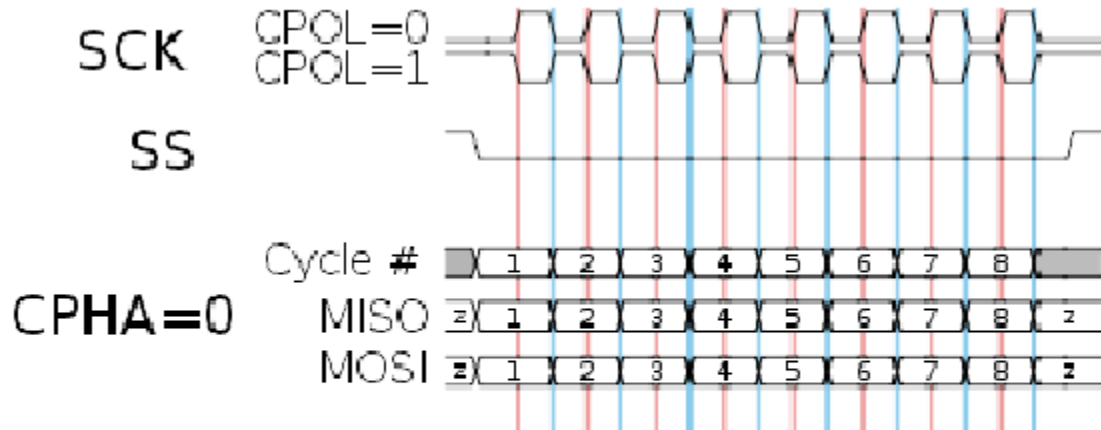 SCK CPOL=0
CPOL=1
SS
Cycle # 1 2 3 4 5 6 7 8
CPHA=0 MISO z 1 2 3 4 5 6 7 8 z
MOSI z 1 2 3 4 5 6 7 8 z